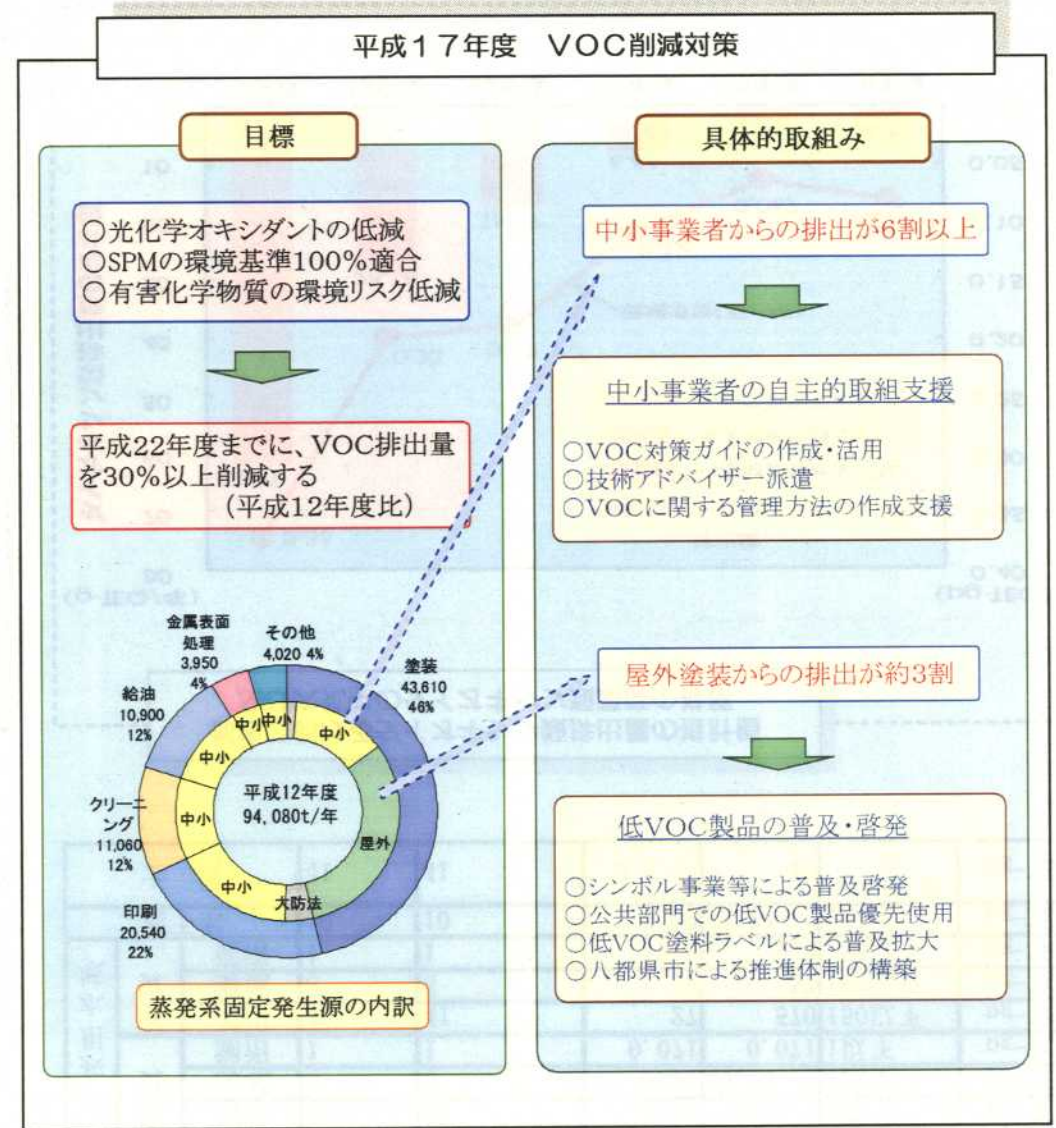 平成17年度 VOC削減対策
目標
○光化学オキシダントの低減
○SPMの環境基準100%適合
○有害化学物質の環境リスク低減
平成22年度までに、VOC排出量
を30%以上削減する
(平成12年度比)
金属表面
処理
3,950
4%
その他
4,020 4%
塗装
43,610
46%
給油
10,900
12%
クリーニ
ング
11,060
12%
印刷
20,540
22%
中小
中小
中小
中小
中小
中小
屋外
大防法
平成12年度
94,080t/年
蒸発系固定発生源の内訳
具体的取組み
中小事業者からの排出が6割以上
中小事業者の自主的取組支援
○VOC対策ガイドの作成・活用
○技術アドバイザー派遣
○VOCに関する管理方法の作成支援
屋外塗装からの排出が約3割
低VOC製品の普及・啓発
○シンボル事業等による普及啓発
○公共部門での低VOC製品優先使用
○低VOC塗料ラベルによる普及拡大
○八都県市による推進体制の構築